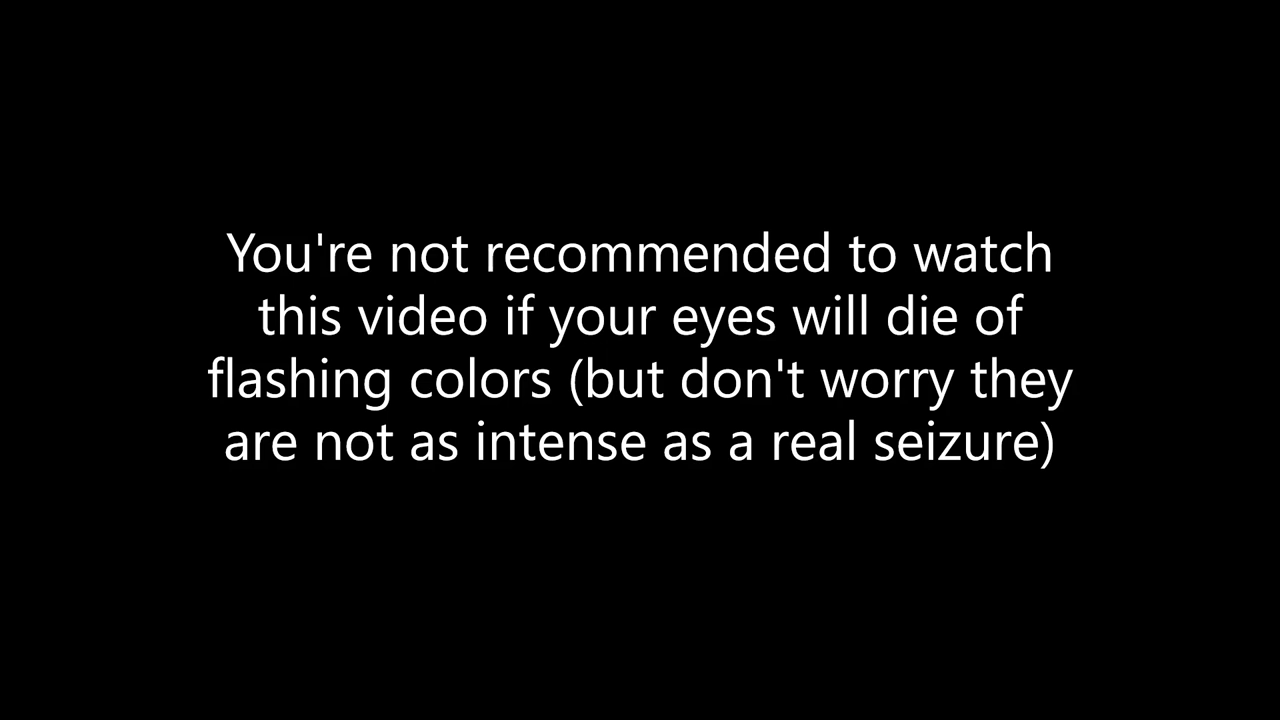 You're not recommended to watch
this video if your eyes will die of
flashing colors (but don't worry they
are not as intense as a real seizure)